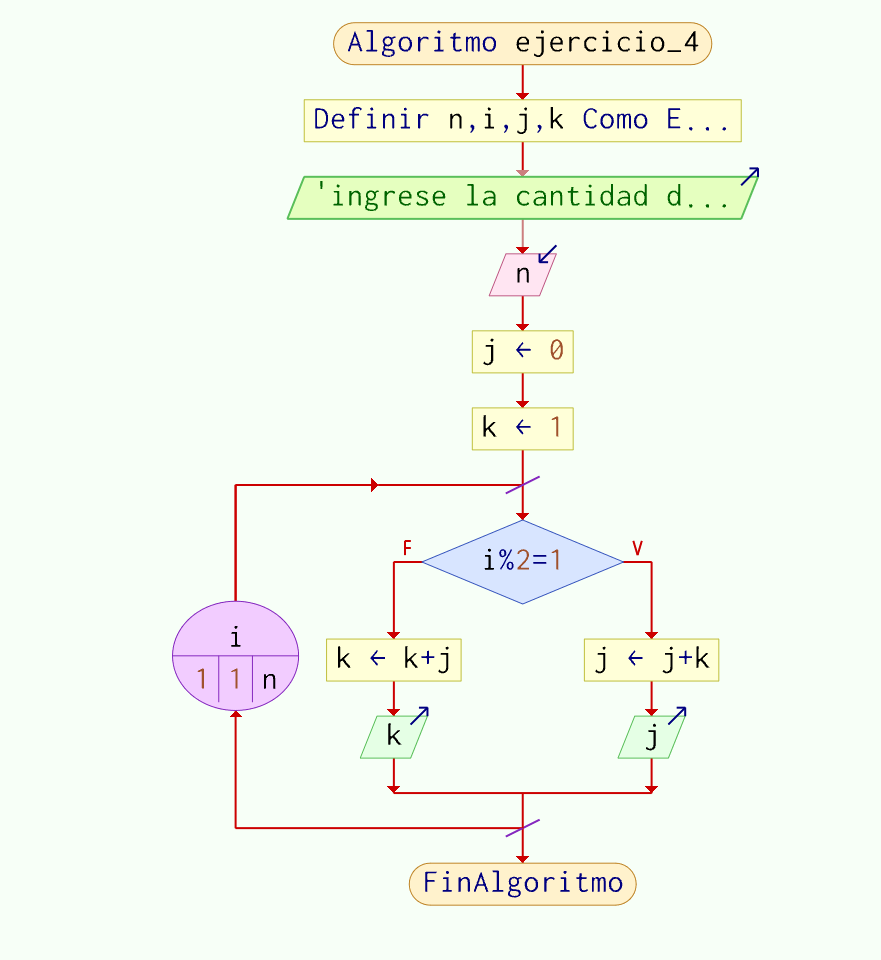 Algoritmo ejercicio_4
Definir n,i,j,k Como E...
'ingrese la cantidad d...
n
j ← 0
k ← 1
F
V
i%2=1
i
1 1 n
k ← k+j
j ← j+k
k
j
FinAlgoritmo